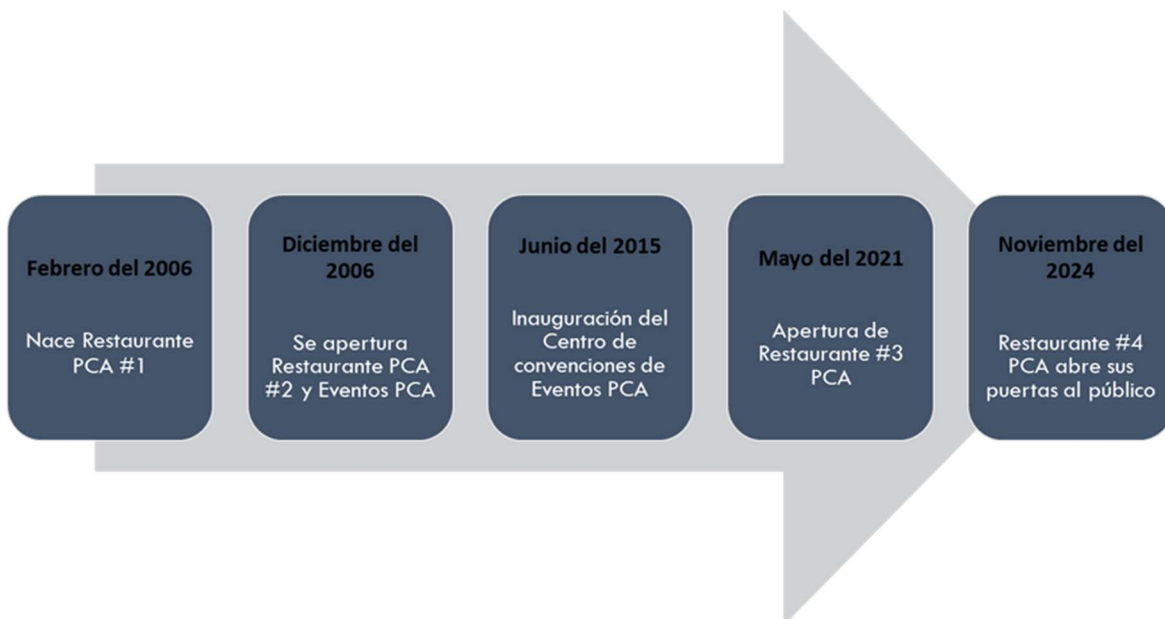 Febrero del 2006
Nace Restaurante
PCA #1
Diciembre del
2006
Se apertura
Restaurante PCA
#2 y Eventos PCA
Junio del 2015
Inauguración del
Centro de
convenciones de
Eventos PCA
Mayo del 2021
Apertura de
Restaurante #3
PCA
Noviembre del
2024
Restaurante #4
PCA abre sus
puertas al público